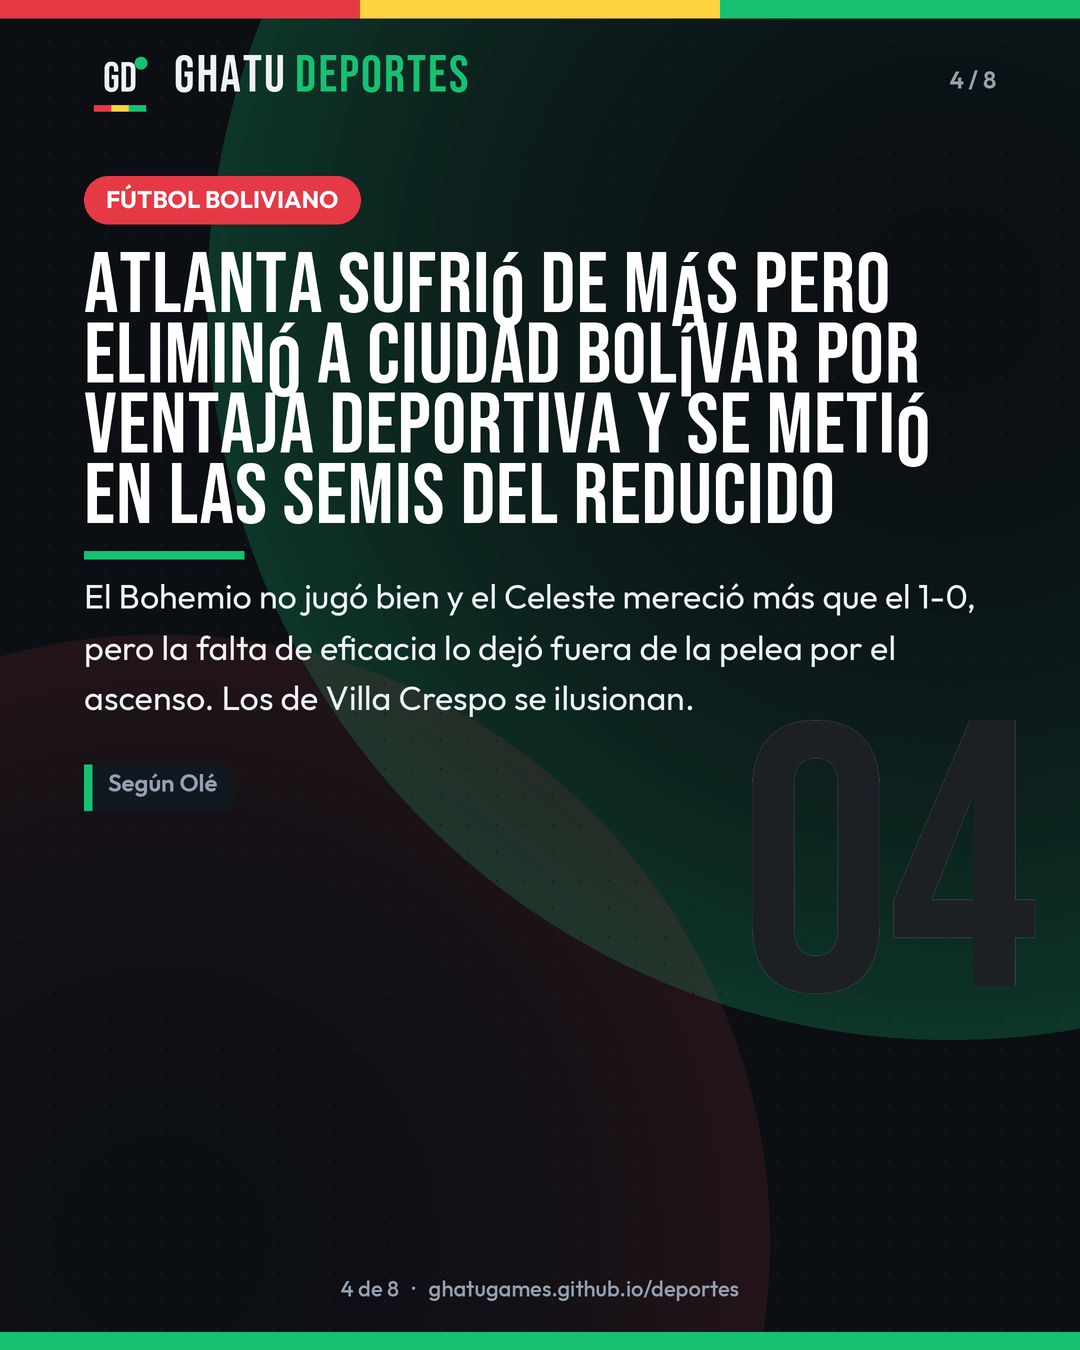 GD
GHATU DEPORTES
4 / 8
FÚTBOL BOLIVIANO
ATLANTA SUFRIÓ DE MÁS PERO
ELIMINÓ A CIUDAD BOLÍVAR POR
VENTAJA DEPORTIVA Y SE METIÓ
EN LAS SEMIS DEL REDUCIDO
El Bohemio no jugó bien y el Celeste mereció más que el 1-0,
pero la falta de eficacia lo dejó fuera de la pelea por el
ascenso. Los de Villa Crespo se ilusionan.
Según Olé
04
4 de 8 · ghatugames.github.io/deportes